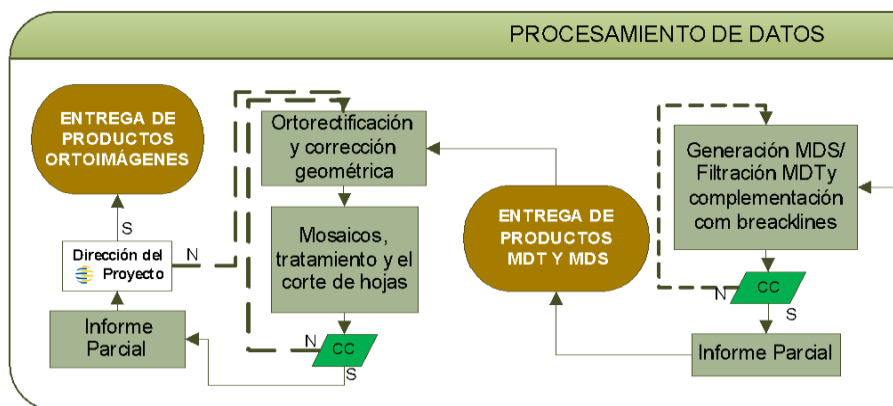 PROCESAMIENTO DE DATOS
ENTREGA DE
PRODUCTOS
ORTOIMÁGENES
S
Dirección del
Proyecto
N
Informe
Parcial
Ortorectificación
y corrección
geométrica
Mosaicos,
tratamiento y el
corte de hojas
N
CC
S
ENTREGA DE
PRODUCTOS
MDT Y MDS
Generación MDS/
Filtración MDTy
complementación
com breacklines
N
CC
S
Informe Parcial